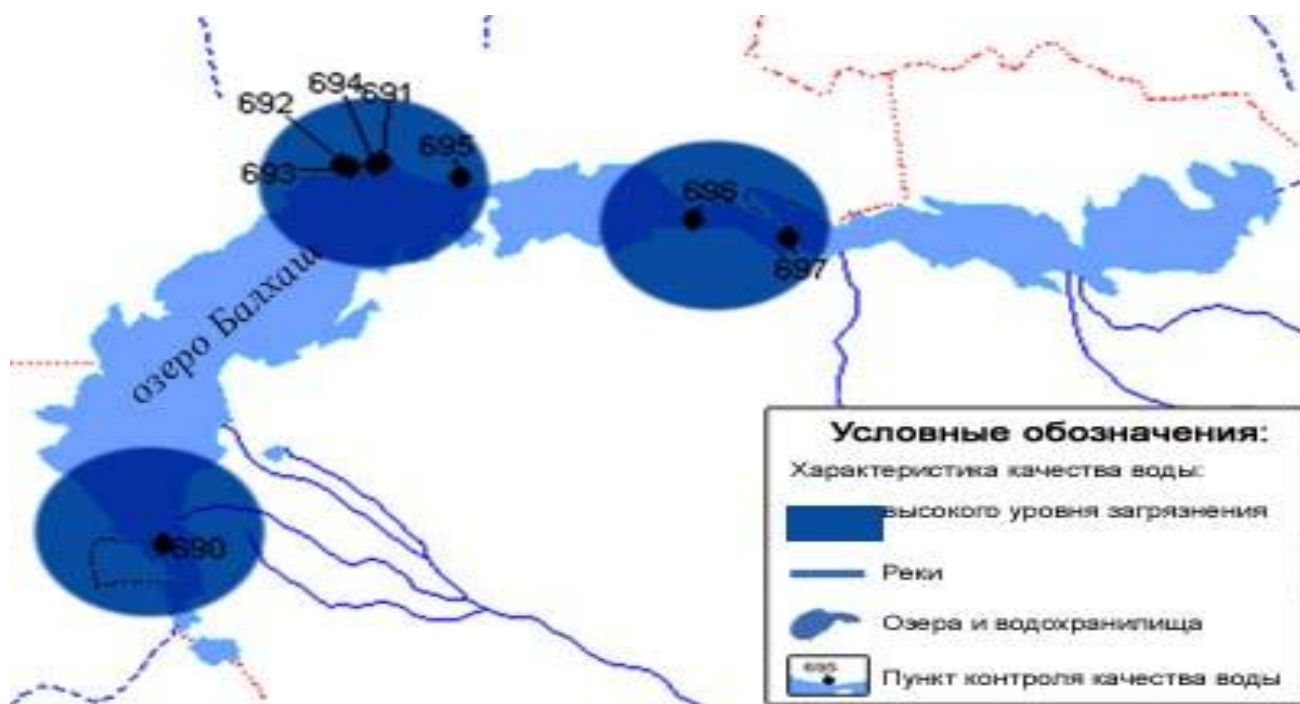 694
691
692
695
693
696
697
озеро Балхаш
690
Условные обозначения:
Характеристика качества воды:
высокого уровня загрязнения
Реки
Озера и водохранилища
695
Пункт контроля качества воды